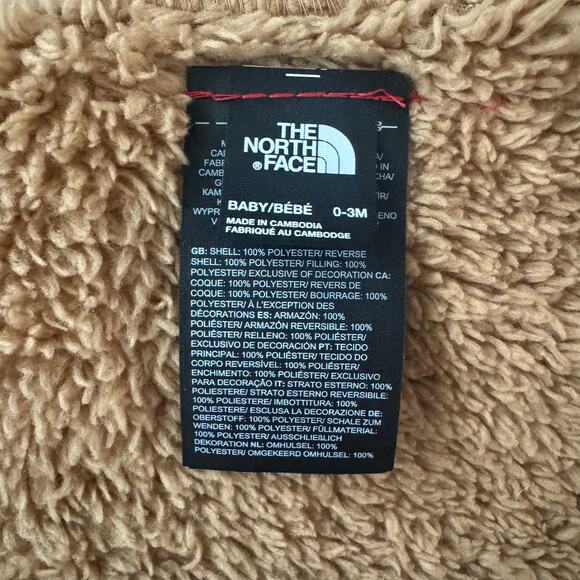 THE
NORTH
FACE
BABY/BÉBÉ 0-3M
MADE IN CAMBODIA
FABRIQUÉ AU CAMBODGE
GB: SHELL: 100% POLYESTER/ REVERSE
SHELL: 100% POLYESTER/ FILLING: 100%
POLYESTER/ EXCLUSIVE OF DECORATION CA:
COQUE: 100% POLYESTER/ REVERS DE
COQUE: 100% POLYESTER/ BOURRAGE: 100%
POLYESTER/ À L'EXCEPTION DES
DÉCORATIONS ES: ARMAZÓN: 100%
POLIÉSTER/ ARMAZÓN REVERSIBLE: 100%
POLIÉSTER/ RELLENO: 100% POLIÉSTER/
EXCLUSIVO DE DECORACIÓN PT: TECIDO
PRINCIPAL: 100% POLIÉSTER/ TECIDO DO
CORPO REVERSÍVEL: 100% POLIÉSTER/
ENCHIMENTO: 100% POLIÉSTER/ EXCLUSIVO
PARA DECORAÇÃO IT: STRATO ESTERNO: 100%
POLIESTERE/ STRATO ESTERNO REVERSIBILE:
100% POLIESTERE/ IMBOTTITURA: 100%
POLIESTERE/ ESCLUSA LA DECORAZIONE DE:
OBERSTOFF: 100% POLYESTER/ SCHALE ZUM
WENDEN: 100% POLYESTER/ FÜLLMATERIAL:
100% POLYESTER/ AUSSCHLIEßLICH
DEKORATION NL: OMHULSEL: 100%
POLYESTER/ OMGEKEERD OMHULSEL: 100%